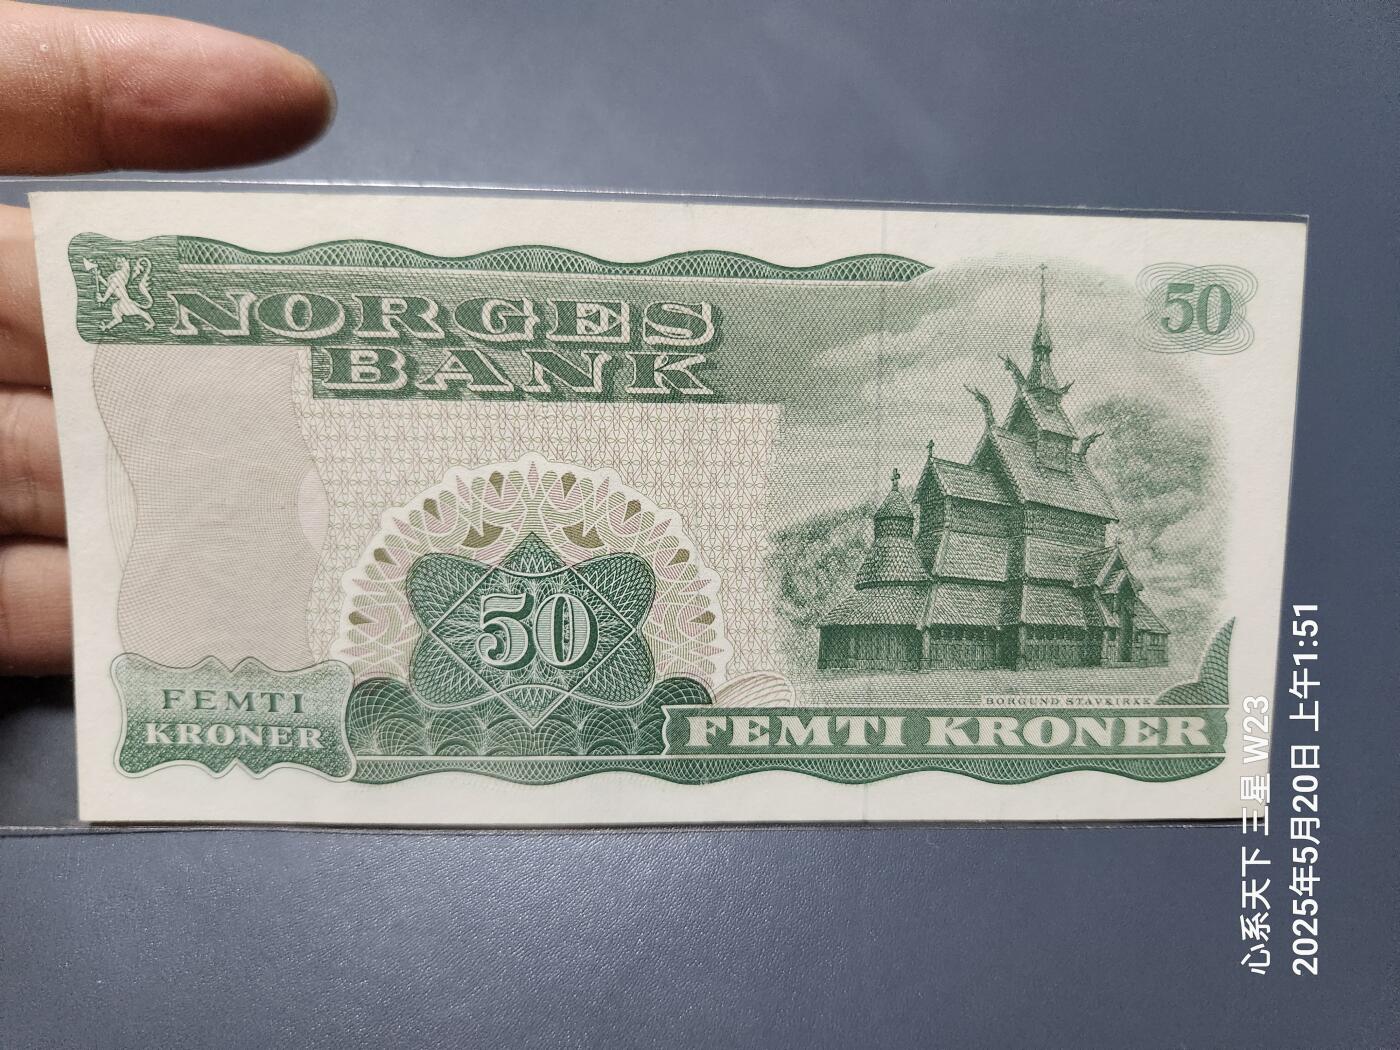 NORGES
BANK
50
50
BORGUND STAVKIRKE
FEMTI
KRONER
FEMTI KRONER
心系天下 三星 W23
2025年5月20日 上午1:51